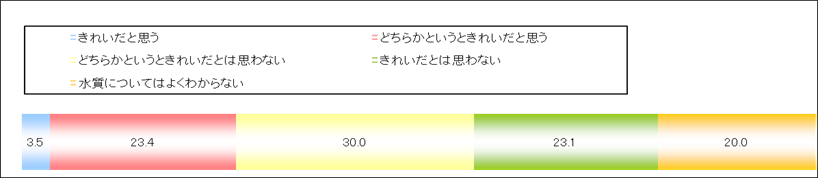 きれいだと思う どちらかというときれいだと思う
どちらかというときれいだとは思わない きれいだとは思わない
水質についてはよくわからない
3.5 23.4 30.0 23.1 20.0